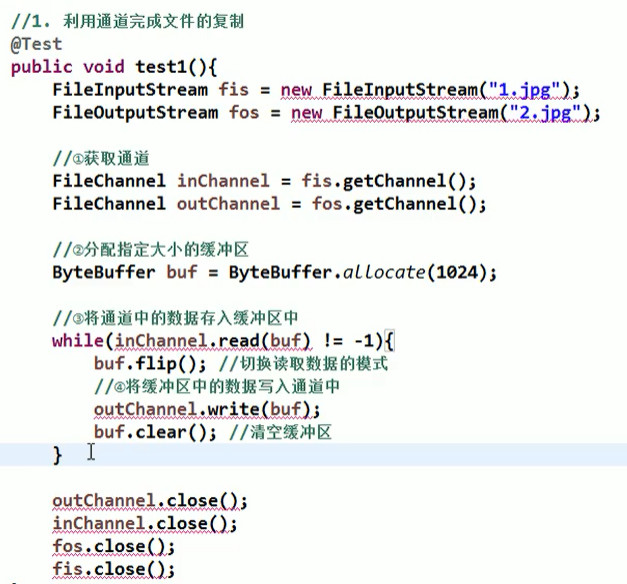 //1. 利用通道完成文件的复制
@Test
public void test1(){
FileInputStream fis = new FileInputStream("1.jpg");
FileOutputStream fos = new FileOutputStream("2.jpg");
//①获取通道
FileChannel inChannel = fis.getChannel();
FileChannel outChannel = fos.getChannel();
//②分配指定大小的缓冲区
ByteBuffer buf = ByteBuffer.allocate(1024);
//③将通道中的数据存入缓冲区中
while(inChannel.read(buf) != -1){
buf.flip(); //切换读取数据的模式
//④将缓冲区中的数据写入通道中
outChannel.write(buf);
buf.clear(); //清空缓冲区
}
outChannel.close();
inChannel.close();
fos.close();
fis.close();